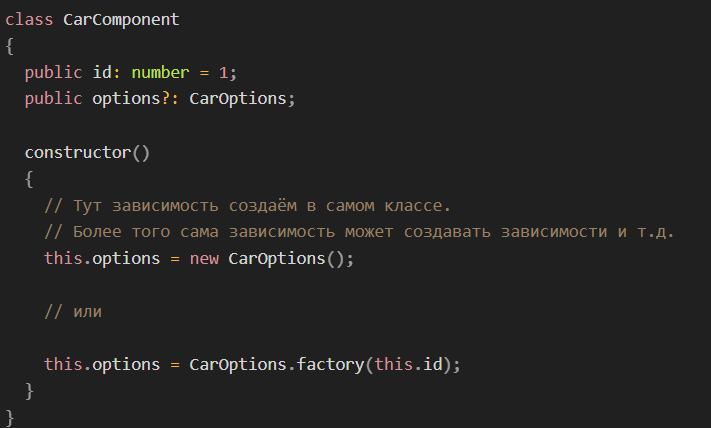 class CarComponent
{
  public id: number = 1;
  public options?: CarOptions;

  constructor()
  {
    // Тут зависимость создаём в самом классе.
    // Более того сама зависимость может создавать зависимости и т.д.
    this.options = new CarOptions();

    // или

    this.options = CarOptions.factory(this.id);
  }
}